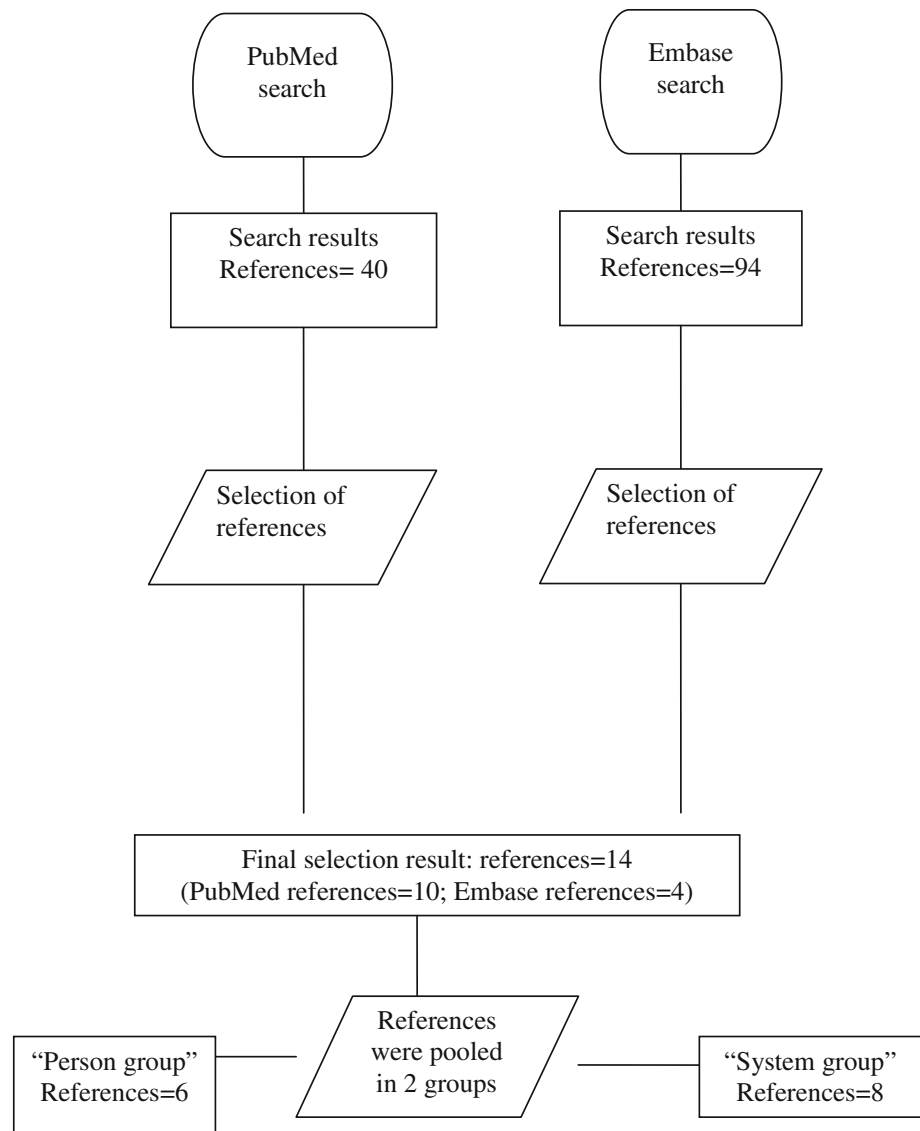 PubMed
search
Embase
search
Search results
References= 40
Search results
References=94
Selection of
references
Selection of
references
Final selection result: references=14
(PubMed references=10; Embase references=4)
References
were pooled
in 2 groups
“Person group”
References=6
“System group”
References=8